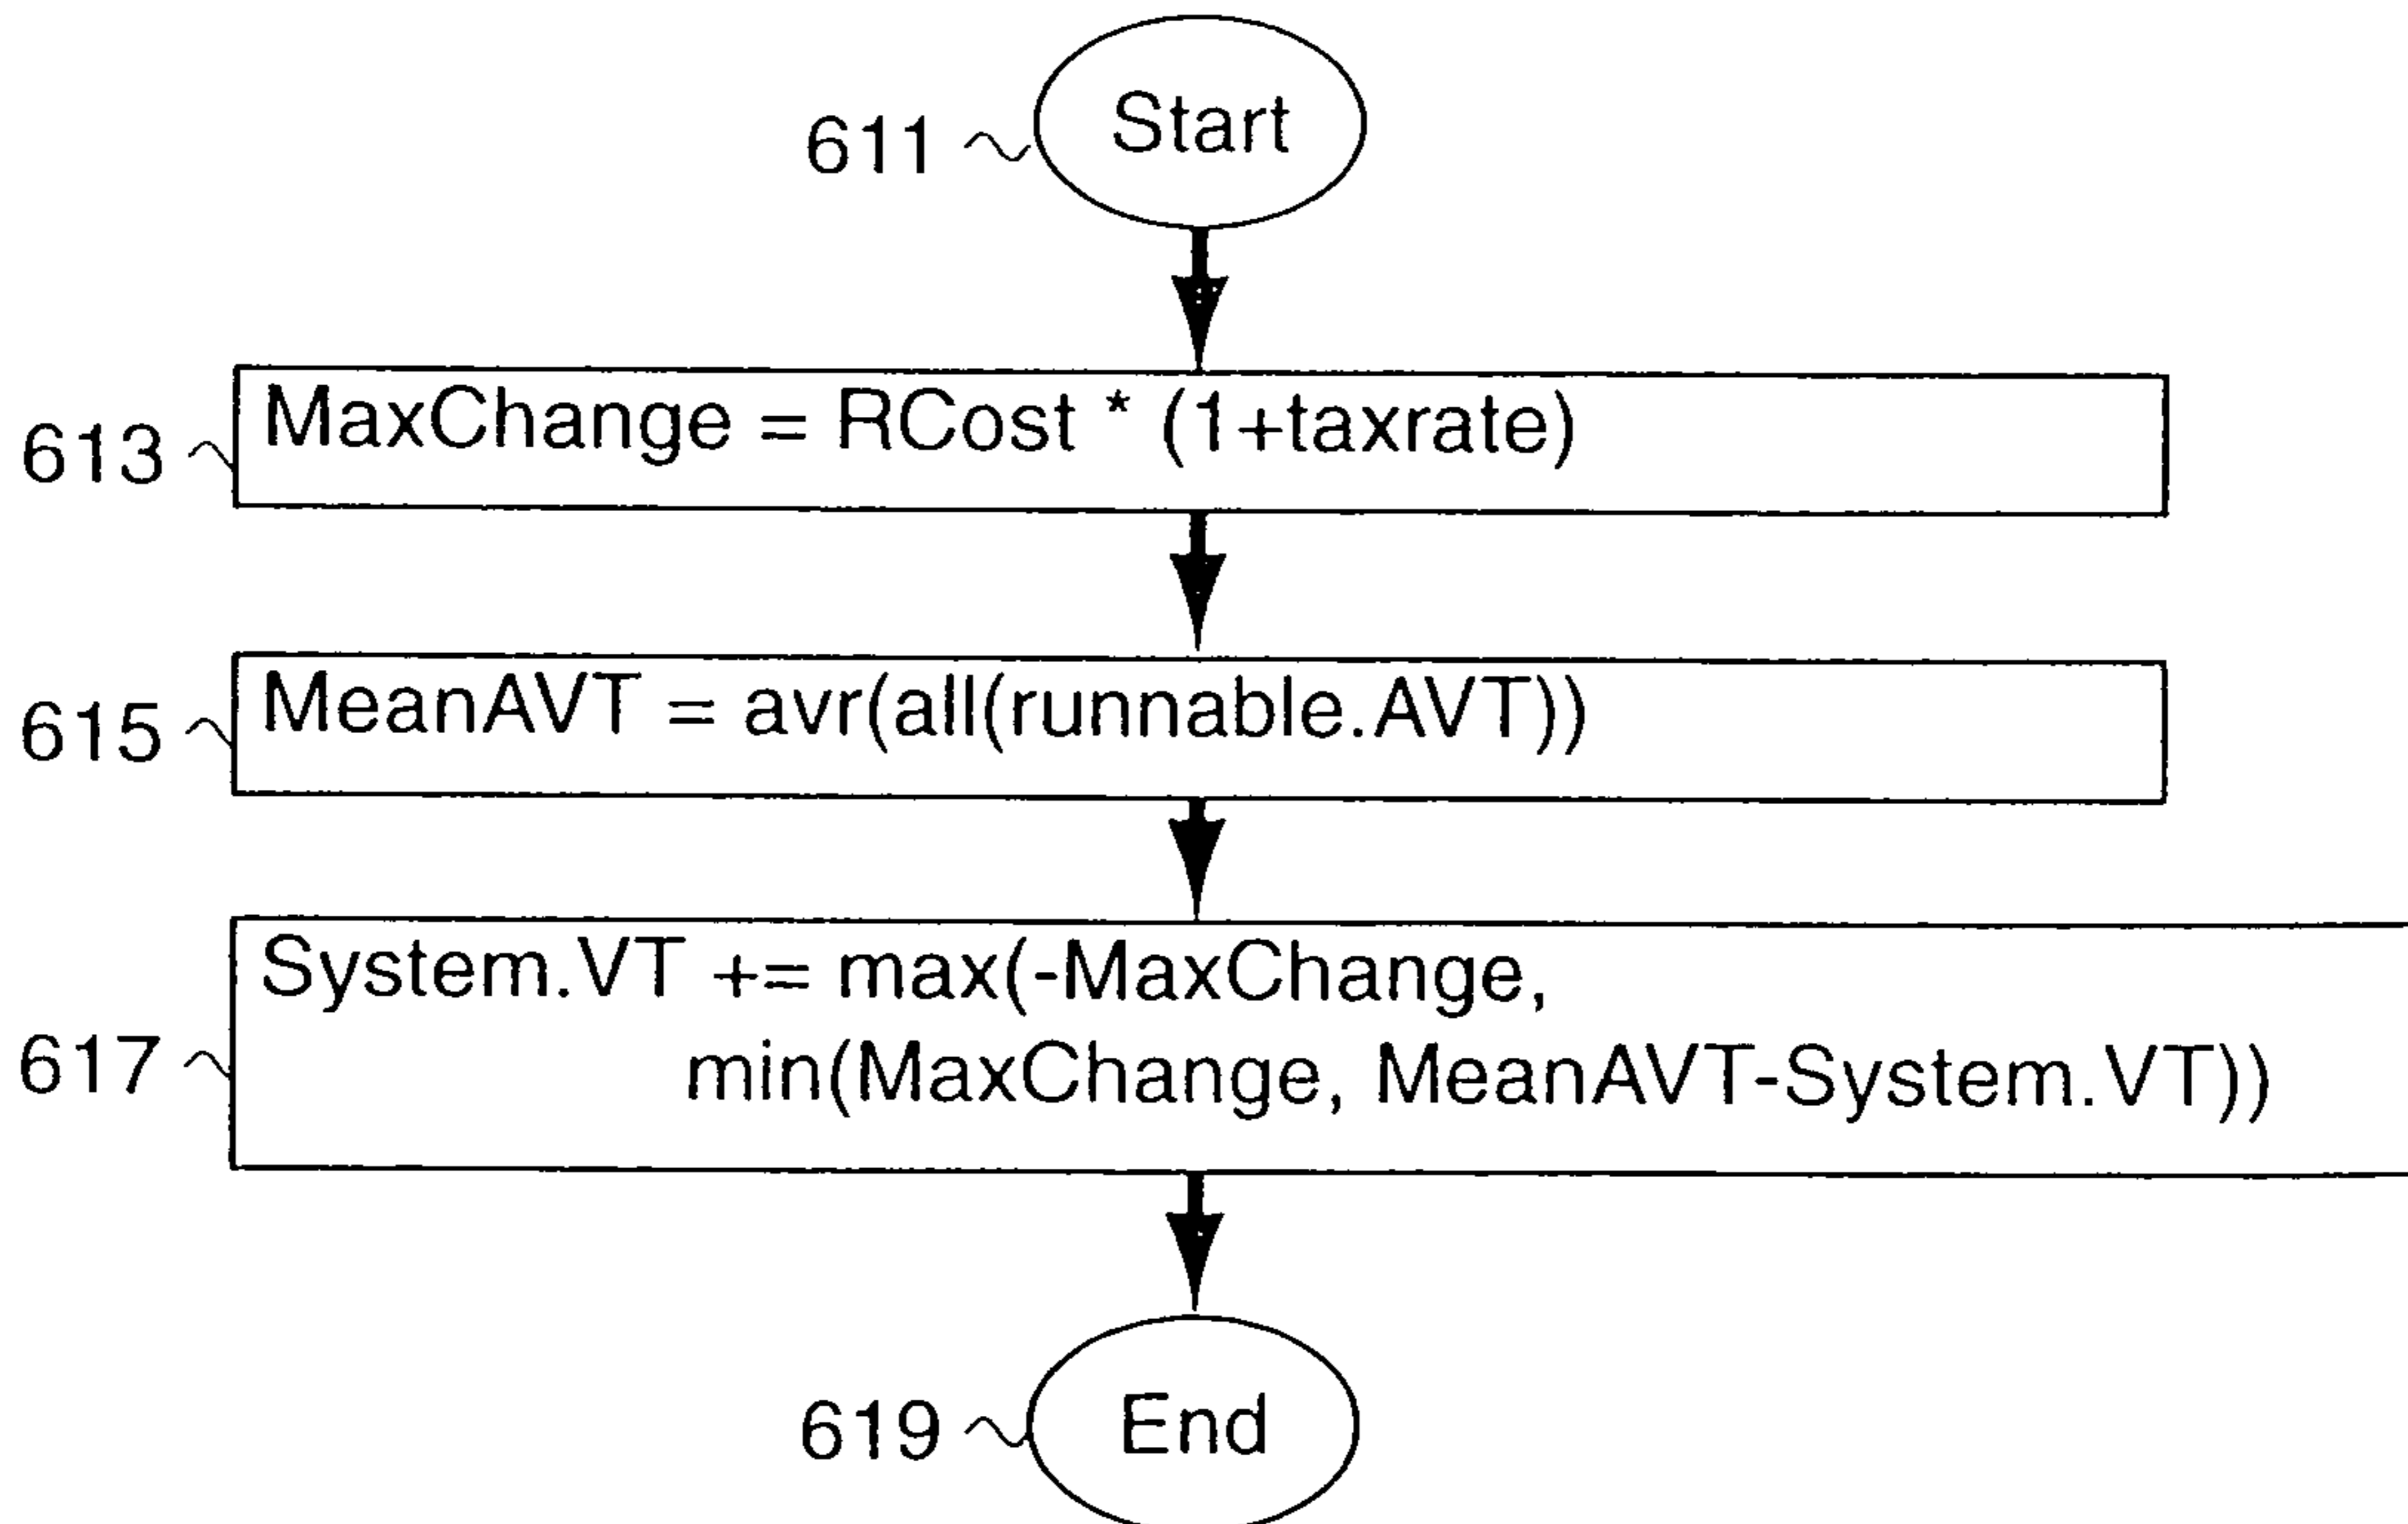 611 Start
613 MaxChange = RCost * (1+taxrate)
615 MeanAVT = avr(all(runnable.AVT))
System.VT += max(-MaxChange,
617 min(MaxChange, MeanAVT-System.VT))
619 End